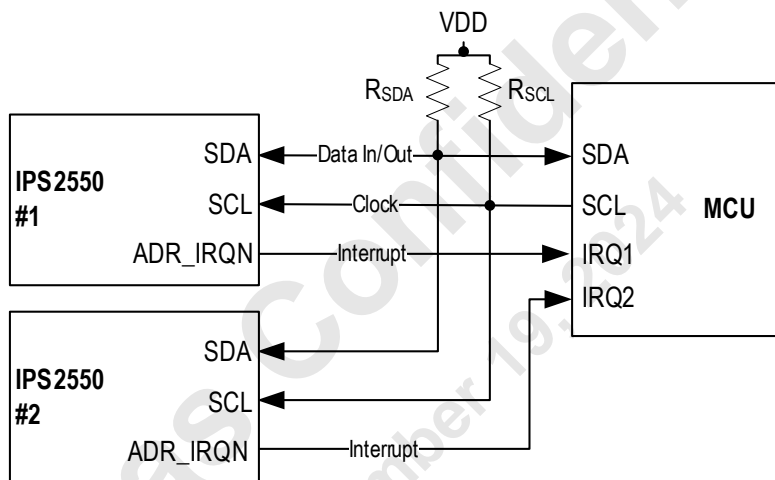 VDD
RSDA
RSCL
IPS2550
#1
SDA
SCL
ADR_IRQN
Data In/Out
Clock
Interrupt
SDA
SCL
IRQ1
IRQ2
MCU
IPS2550
#2
SDA
SCL
ADR_IRQN
Interrupt